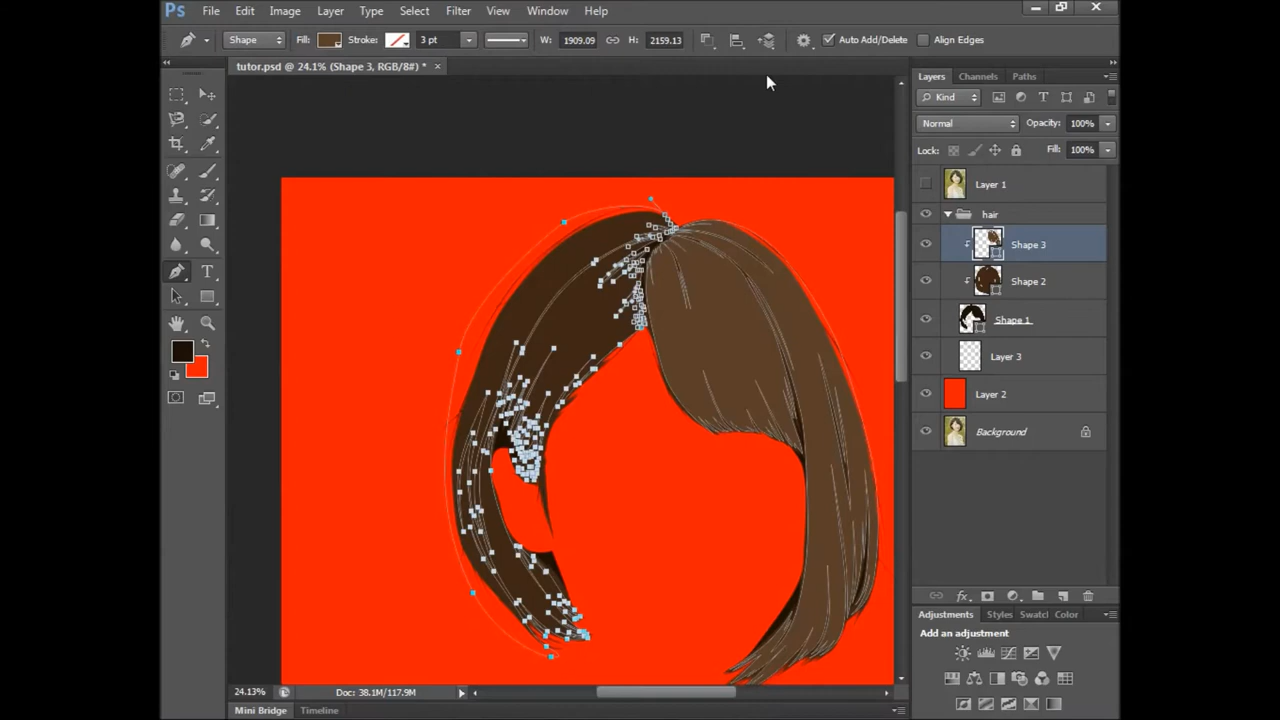 Ps File Edit Image Layer Type Select Filter View Window Help
Shape Fill: Stroke: 3 pt W: 1909.09 H: 2159.13 Auto Add/Delete Align Edges
tutor.psd @ 24.1% (Shape 3, RGB/8#) * ×
Layers Channels Paths
Kind
Normal Opacity: 100%
Lock: Fill: 100%
Layer 1
hair
Shape 3
Shape 2
Shape 1
Layer 3
Layer 2
Background
Adjustments Styles Swatcl Color
Add an adjustment
24.13% Doc: 38.1M/117.9M
Mini Bridge Timeline